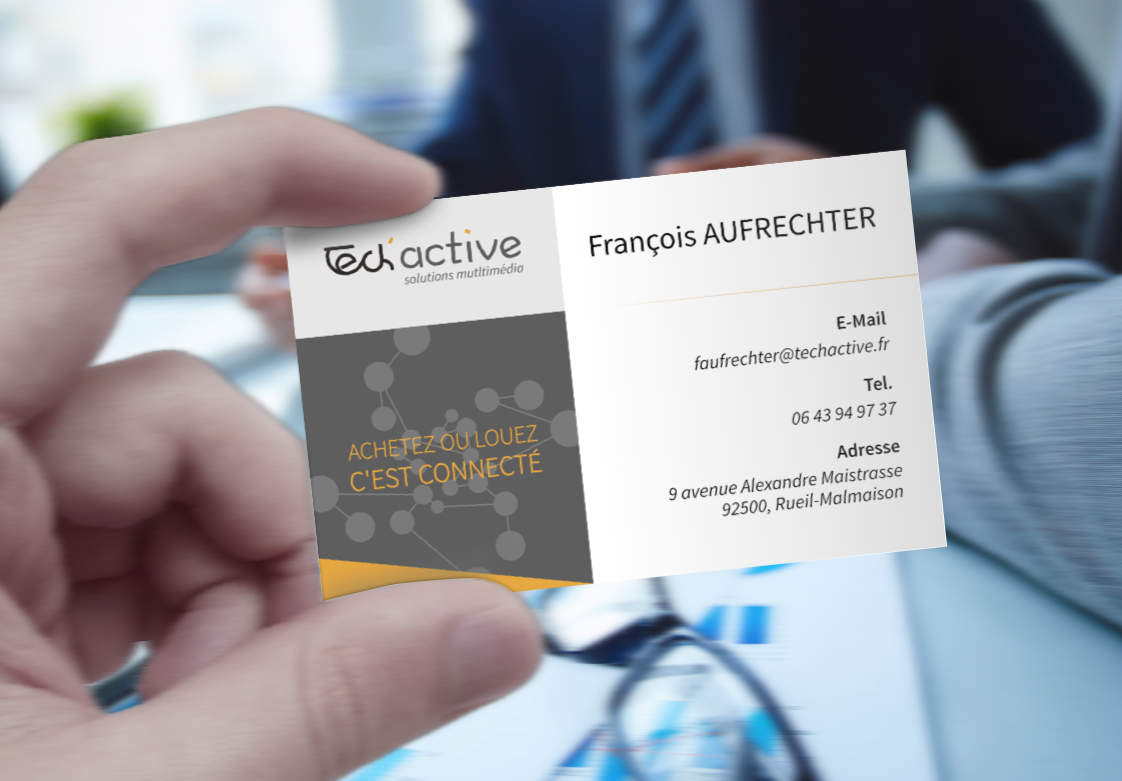 Tech'active
solutions mutltimédia
ACHETEZ OU LOUEZ
C'EST CONNECTÉ
François AUFRECHTER
E-Mail
faufrechter@techactive.fr
Tel.
06 43 94 97 37
Adresse
9 avenue Alexandre Maistrasse
92500, Rueil-Malmaison